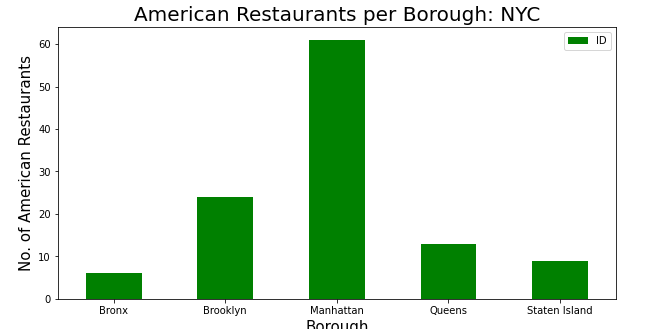 American Restaurants per Borough: NYC
ID
No. of American Restaurants
60
50
40
30
20
10
0
Bronx Brooklyn Manhattan Queens Staten Island
Borough